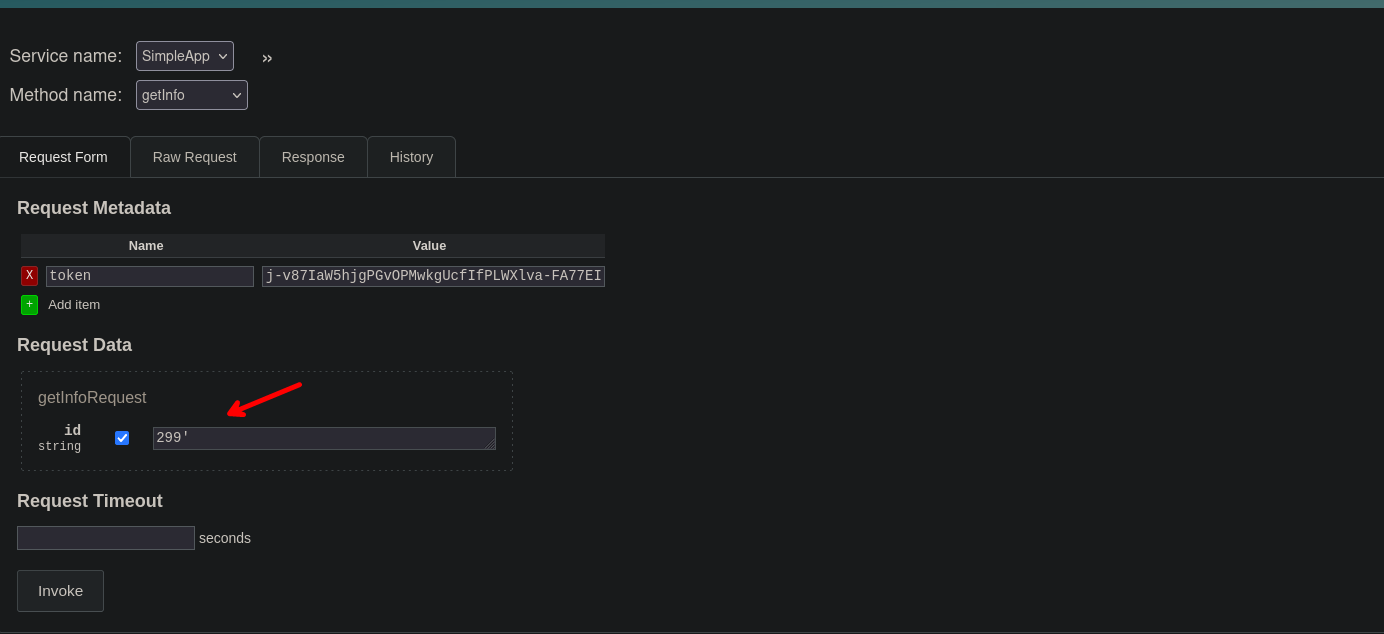 Service name: SimpleApp »
Method name: getInfo
Request Form Raw Request Response History
Request Metadata
Name Value
X token j-v87IaW5hjgPGvOPMwkgUcfIfPLWXlva-FA77EI
+ Add item
Request Data
getInfoRequest
id
string
299'
Request Timeout
seconds
Invoke